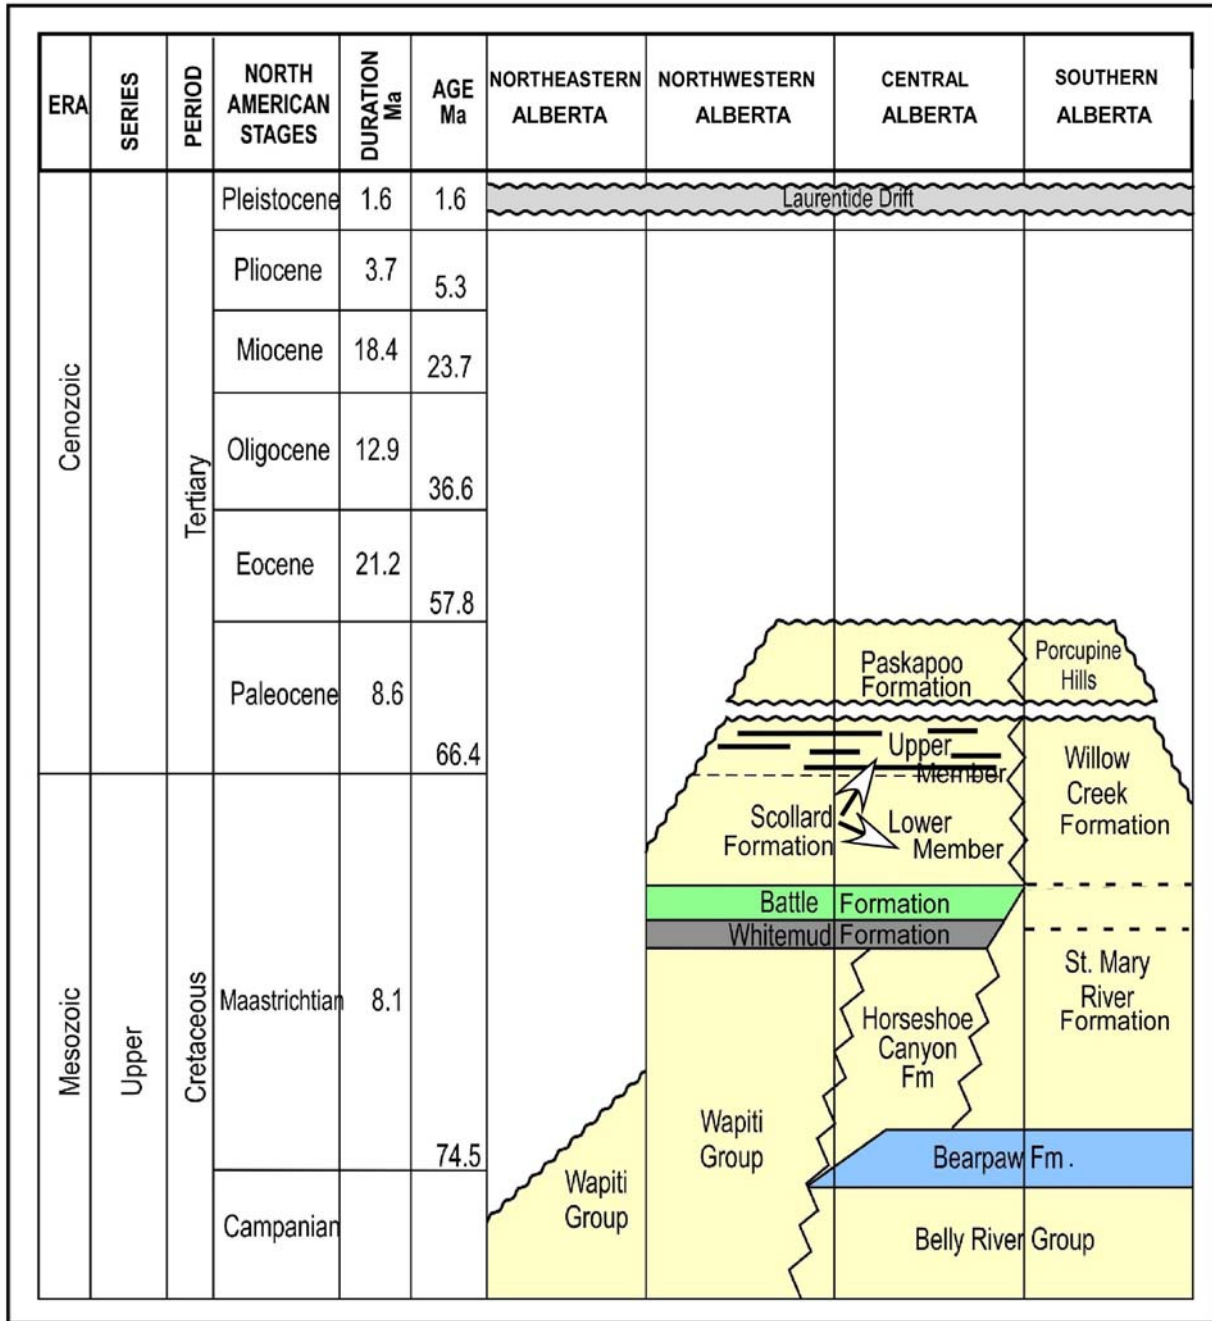 ERA
SERIES
PERIOD
NORTH
AMERICAN
STAGES
DURATION
Ma
AGE
Ma
NORTHEASTERN
ALBERTA
NORTHWESTERN
ALBERTA
CENTRAL
ALBERTA
SOUTHERN
ALBERTA
Cenozoic
Tertiary
Pleistocene 1.6 1.6
Laurentide Drift
Pliocene 3.7 5.3
Miocene 18.4 23.7
Oligocene 12.9 36.6
Eocene 21.2 57.8
Paleocene 8.6 66.4
Paskapoo
Formation
Porcupine
Hills
Upper
Member
Willow
Creek
Formation
Scollard
Formation
Lower
Member
Battle Formation
Whitemud Formation
Mesozoic
Upper
Cretaceous
Maastrichtian 8.1 74.5
St. Mary
River
Formation
Horseshoe
Canyon
Fm
Wapiti
Group
Bearpaw Fm .
Wapiti
Group
Campanian
Belly River Group